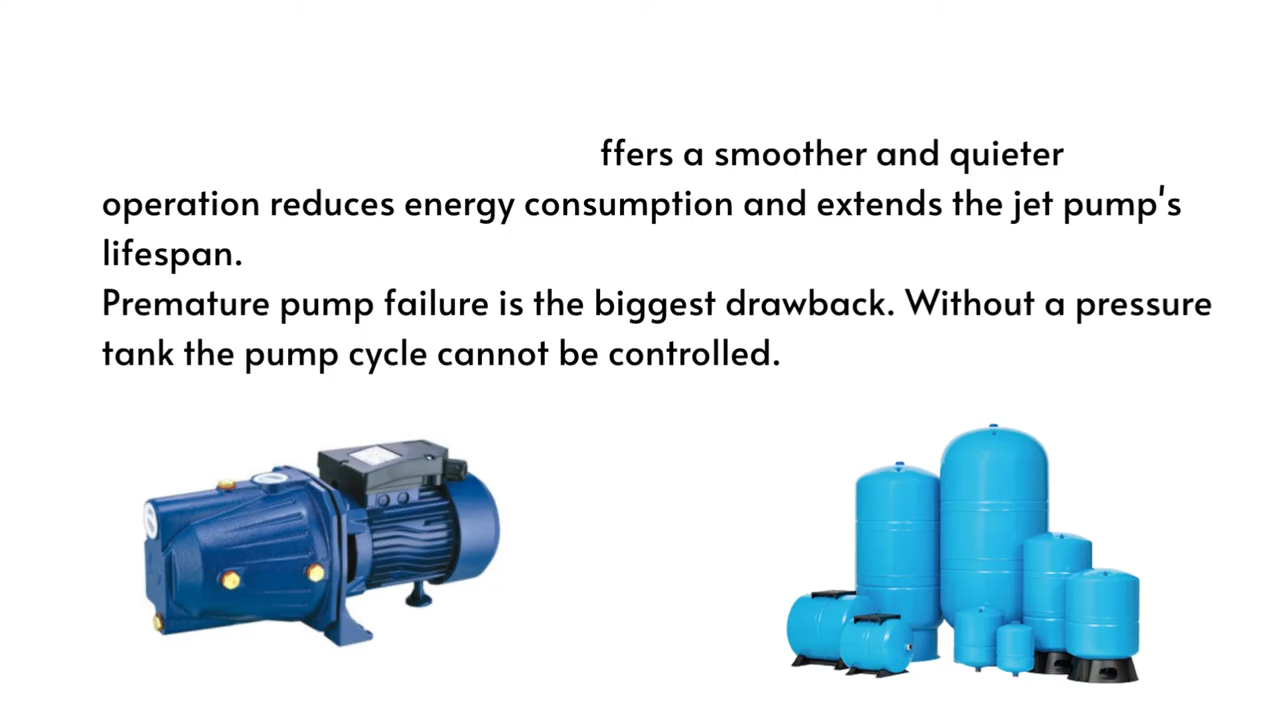 ffers a smoother and quieter
operation reduces energy consumption and extends the jet pump's
lifespan.
Premature pump failure is the biggest drawback. Without a pressure
tank the pump cycle cannot be controlled.